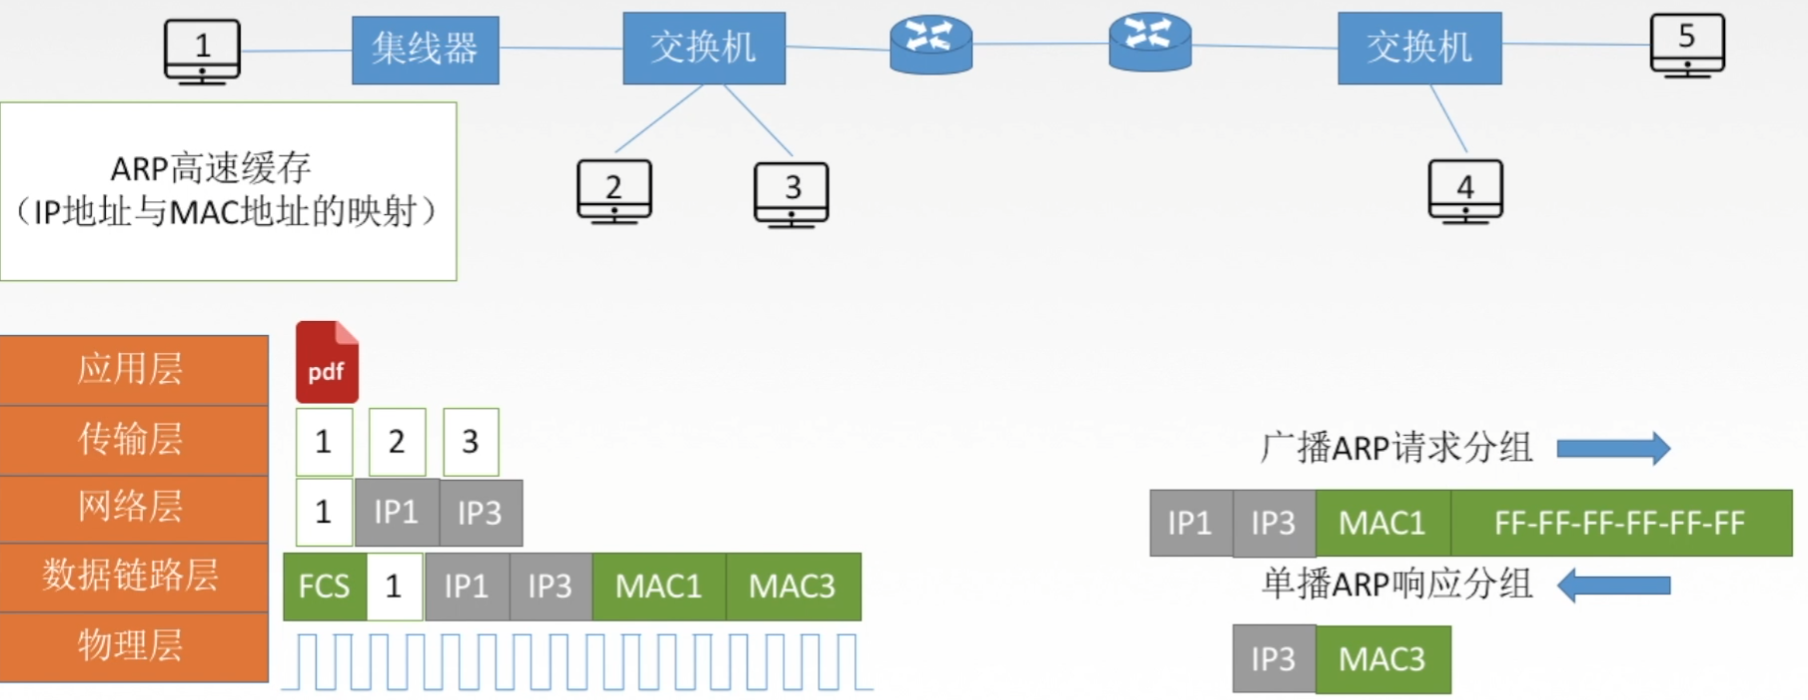 1
集线器
交换机
交换机
5
ARP高速缓存
（IP地址与MAC地址的映射）
2
3
4
应用层
pdf
传输层
1 2 3
网络层
1 IP1 IP3
数据链路层
FCS 1 IP1 IP3 MAC1 MAC3
物理层
广播ARP请求分组
IP1 IP3 MAC1 FF-FF-FF-FF-FF-FF
单播ARP响应分组
IP3 MAC3